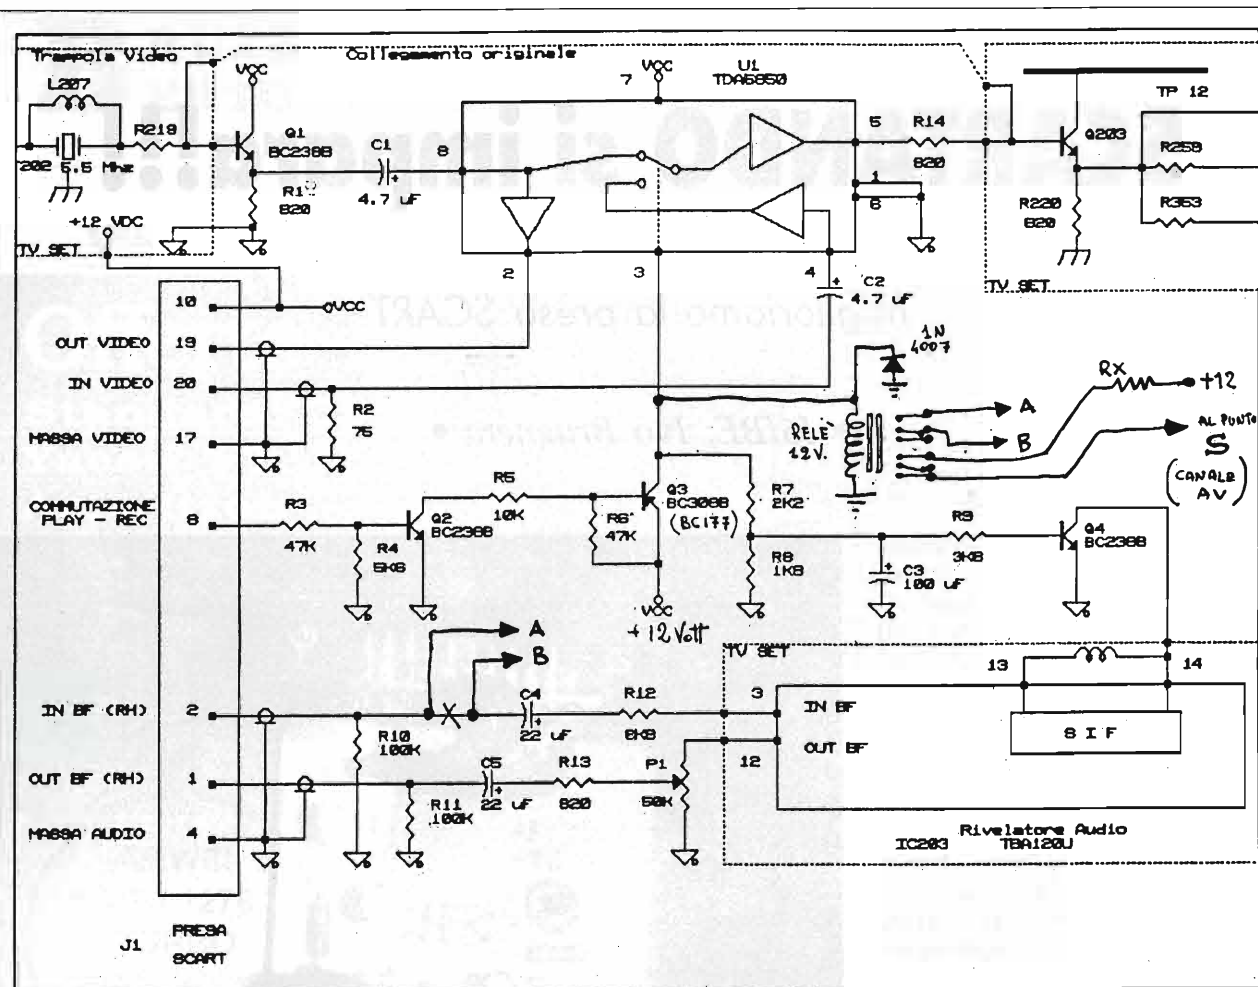 Trappola Video
Collegamento originale
L207
R219
202
5.5 Mhz
+12 VDC
TV SET
VCC
Q1
BC238B
R1
820
C1
4.7 uF
8
7
VCC
U1
TDA5850
5
R14
820
1
6
2
3
4
C2
4.7 uF
TP 12
Q203
R258
R220
820
R353
TV SET
10
VCC
OUT VIDEO 19
IN VIDEO 20
MASSA VIDEO 17
R2
75
COMMUTAZIONE
PLAY - REC 8
R3
47K
R4
5K6
Q2
BC238B
R5
10K
R6
47K
Q3
BC308B
(BC177)
VCC
+12 Volt
R7
2K2
R8
1K8
C3
100 uF
R9
3K8
Q4
BC238B
1N
4007
RELE'
12V.
A
B
RX
+12
AL PUNTO
S
(CANALE
AV)
A
B
IN BF (RH) 2
R10
100K
C4
22 uF
R12
6K8
OUT BF (RH) 1
R11
100K
C5
22 uF
R13
820
P1
50K
MASSA AUDIO 4
TV SET
3
IN BF
12
OUT BF
13
14
S I F
Rivelatore Audio
IC203
TBA120U
J1
PRESA
SCART